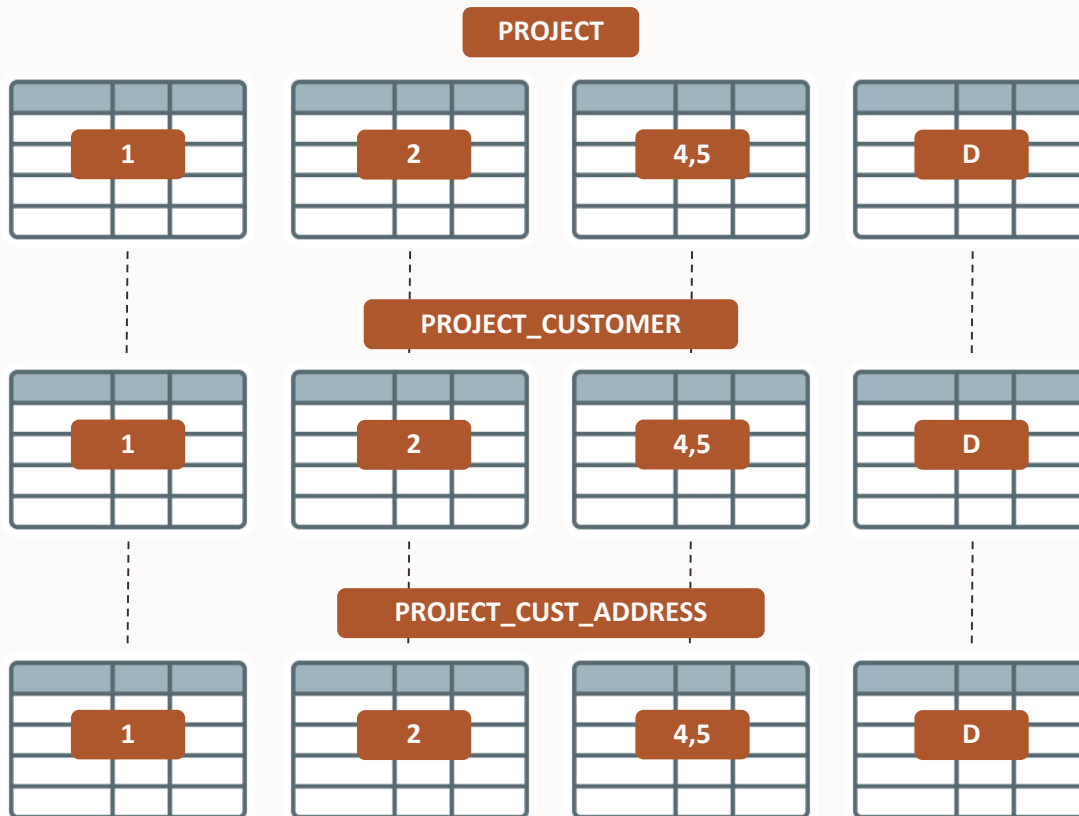 PROJECT
1 2 4,5 D
PROJECT_CUSTOMER
1 2 4,5 D
PROJECT_CUST_ADDRESS
1 2 4,5 D